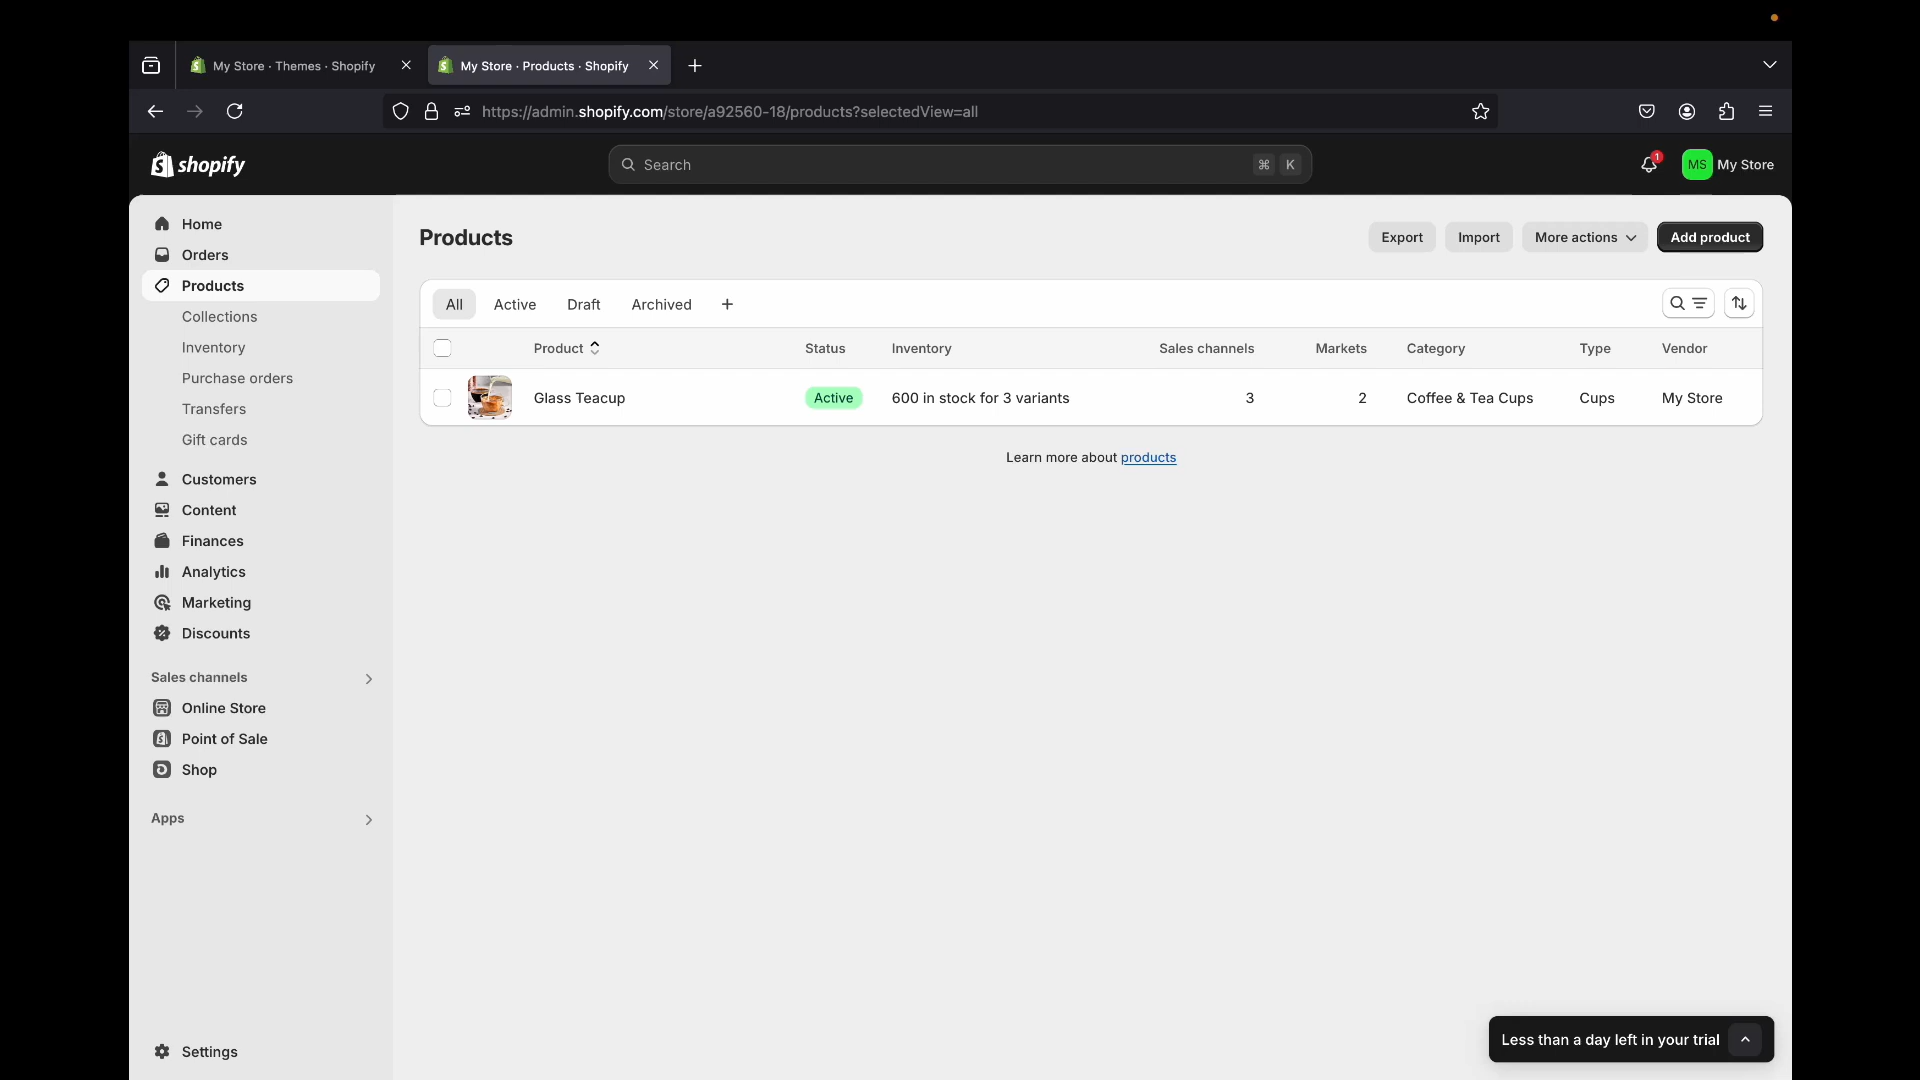 My Store · Themes · Shopify
My Store · Products · Shopify
https://admin.shopify.com/store/a92560-18/products?selectedView=all
shopify
Search
⌘ K
1
MS
My Store
Home
Orders
Products
Collections
Inventory
Purchase orders
Transfers
Gift cards
Customers
Content
Finances
Analytics
Marketing
Discounts
Sales channels
Online Store
Point of Sale
Shop
Apps
Settings
Products
Export
Import
More actions
Add product
All
Active
Draft
Archived
Product Status Inventory Sales channels Markets Category Type Vendor
Glass Teacup Active 600 in stock for 3 variants 3 2 Coffee & Tea Cups Cups My Store
Learn more about products
Less than a day left in your trial